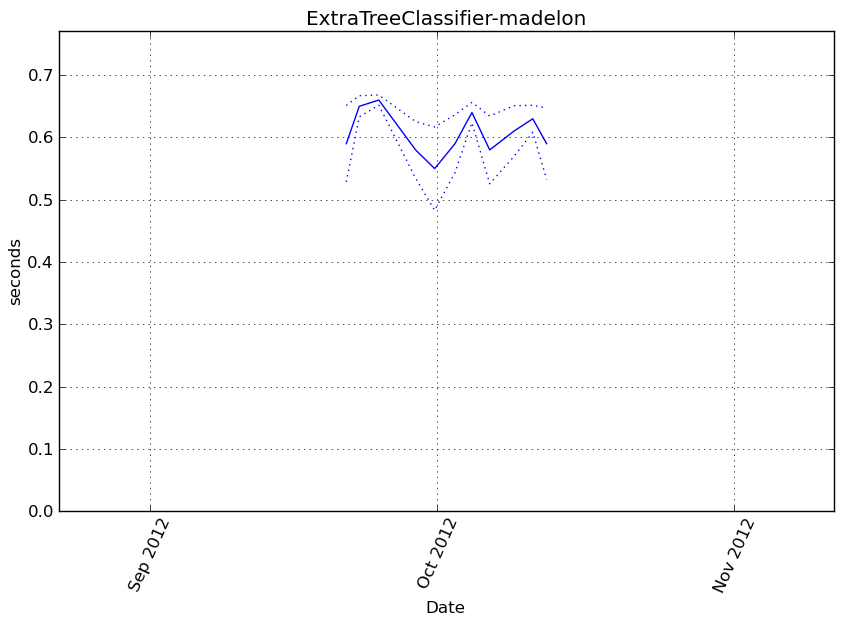 ExtraTreeClassifier-madelon
0.7
0.6
0.5
0.4
0.3
0.2
0.1
0.0
seconds
Sep 2012
Oct 2012
Nov 2012
Date